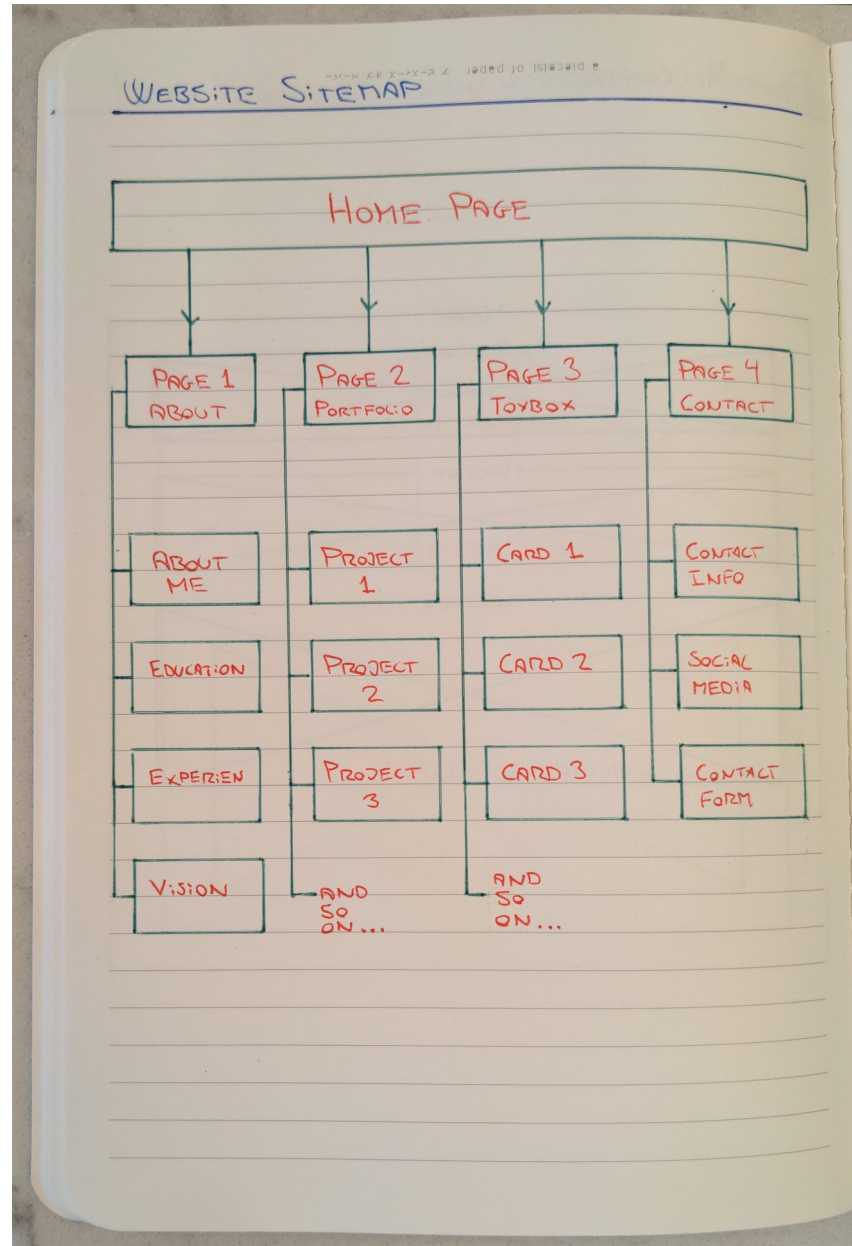 WEBSiTE SiTEMAP
HOME PAGE
PAGE 1
ABOUT
PAGE 2
PORTFOLiO
PAGE 3
TOYBOX
PAGE 4
CONTACT
ABOUT
ME
EDUCATiON
EXPERiEN
ViSiON
PROJECT
1
PROJECT
2
PROJECT
3
AND
SO
ON...
CARD 1
CARD 2
CARD 3
AND
SO
ON...
CONTACT
INFO
SOCiAL
MEDiA
CONTACT
FORM